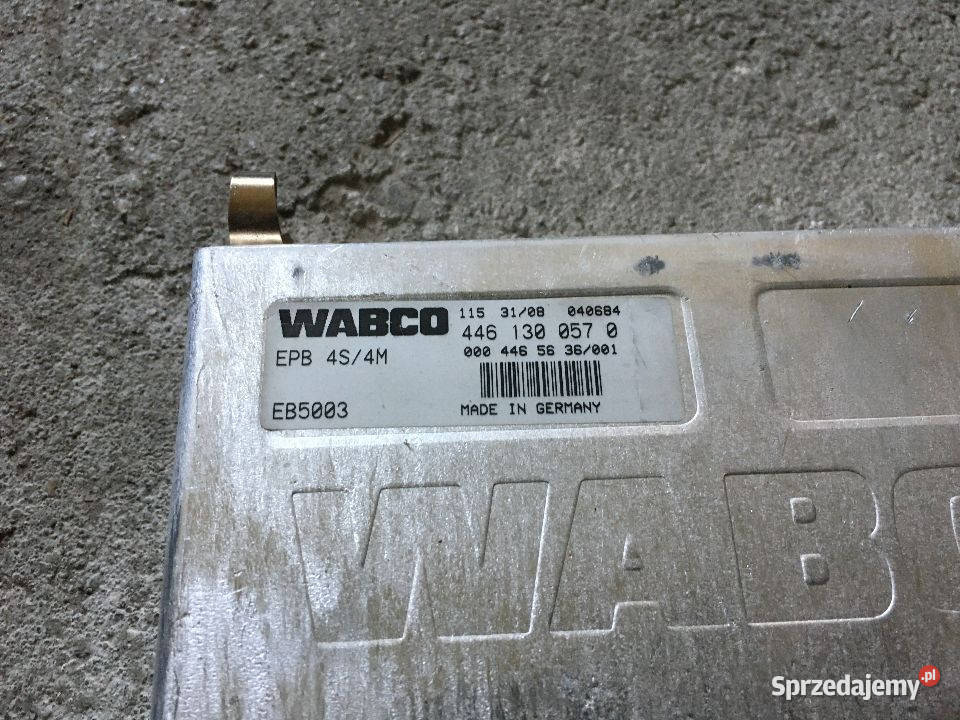 WABCO
115 31/08 040684
446 130 057 0
EPB 4S/4M
000 446 56 36/001
EB5003
MADE IN GERMANY
WABC
Sprzedajemy.pl